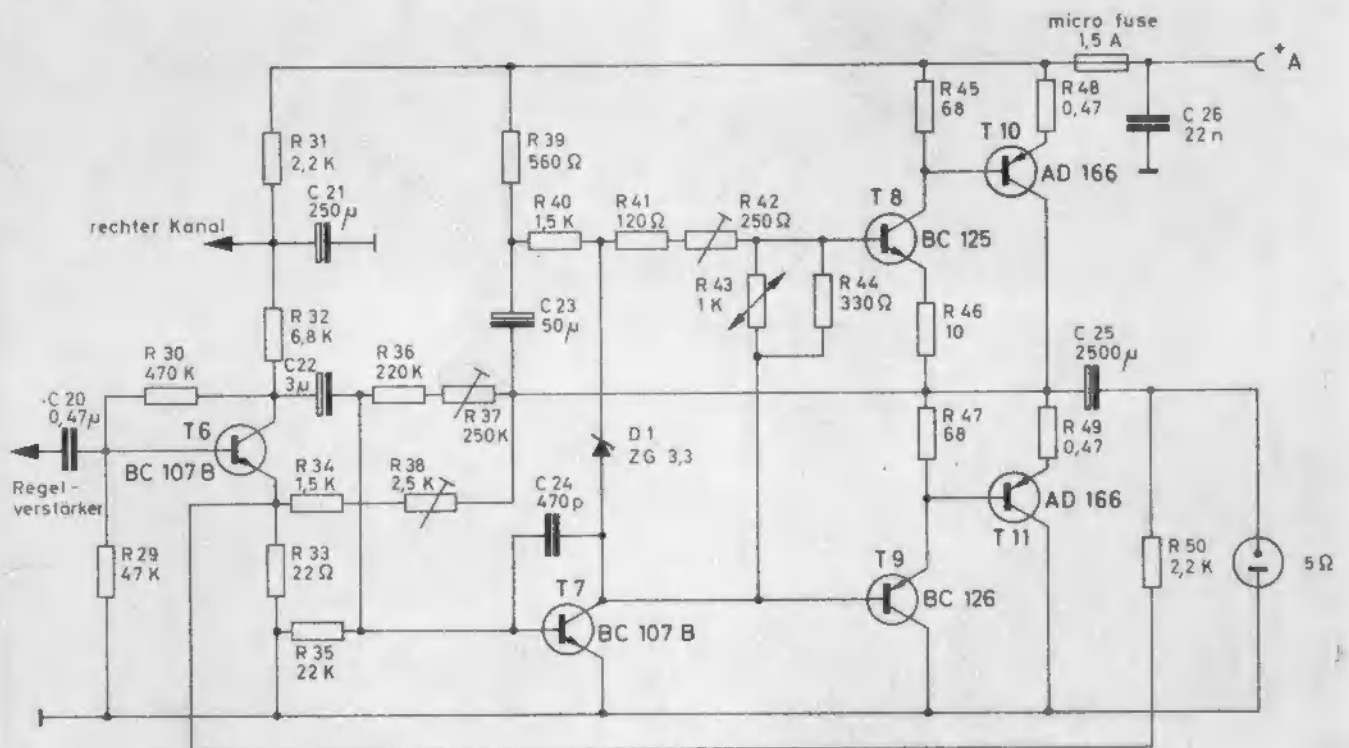 micro fuse
1,5 A
+A
R 45
68
R 48
0,47
C 26
22 n
T 10
AD 166
R 31
2,2 K
R 39
560 Ω
C 21
250 µ
rechter Kanal
R 40
1,5 K
R 41
120 Ω
R 42
250 Ω
T 8
BC 125
R 43
1 K
R 44
330 Ω
R 46
10
R 32
6,8 K
C 23
50 µ
C 25
2500 µ
R 30
470 K
C 22
3µ
R 36
220 K
R 37
250 K
C 20
0,47µ
T 6
BC 107 B
R 47
68
R 49
0,47
D 1
ZG 3,3
R 34
1,5 K
R 38
2,5 K
C 24
470 p
AD 166
T 11
Regel-
verstärker
R 29
47 K
R 33
22 Ω
T 7
BC 107 B
T 9
BC 126
R 50
2,2 K
5 Ω
R 35
22 K